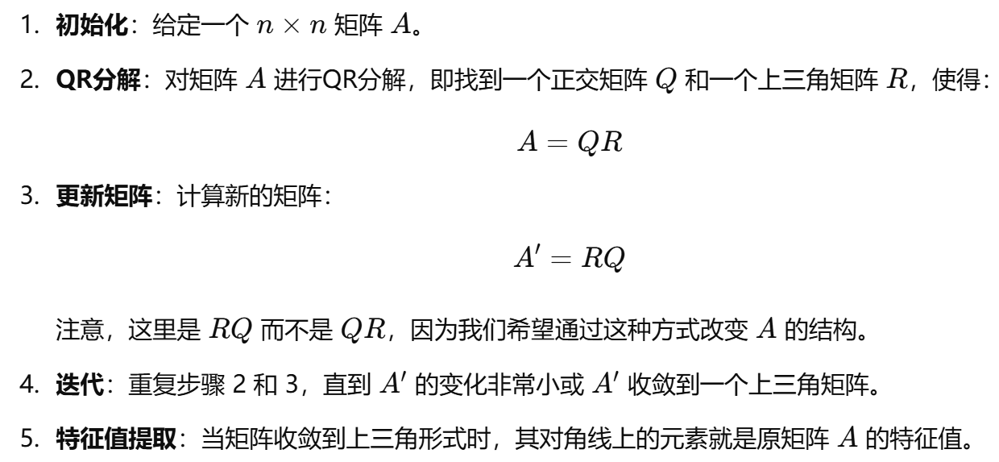 1. 初始化：给定一个 n × n 矩阵 A。
2. QR分解：对矩阵 A 进行QR分解，即找到一个正交矩阵 Q 和一个上三角矩阵 R，使得：
A = QR
3. 更新矩阵：计算新的矩阵：
A′ = RQ
注意，这里是 RQ 而不是 QR，因为我们希望通过这种方式改变 A 的结构。
4. 迭代：重复步骤 2 和 3，直到 A′ 的变化非常小或 A′ 收敛到一个上三角矩阵。
5. 特征值提取：当矩阵收敛到上三角形式时，其对角线上的元素就是原矩阵 A 的特征值。